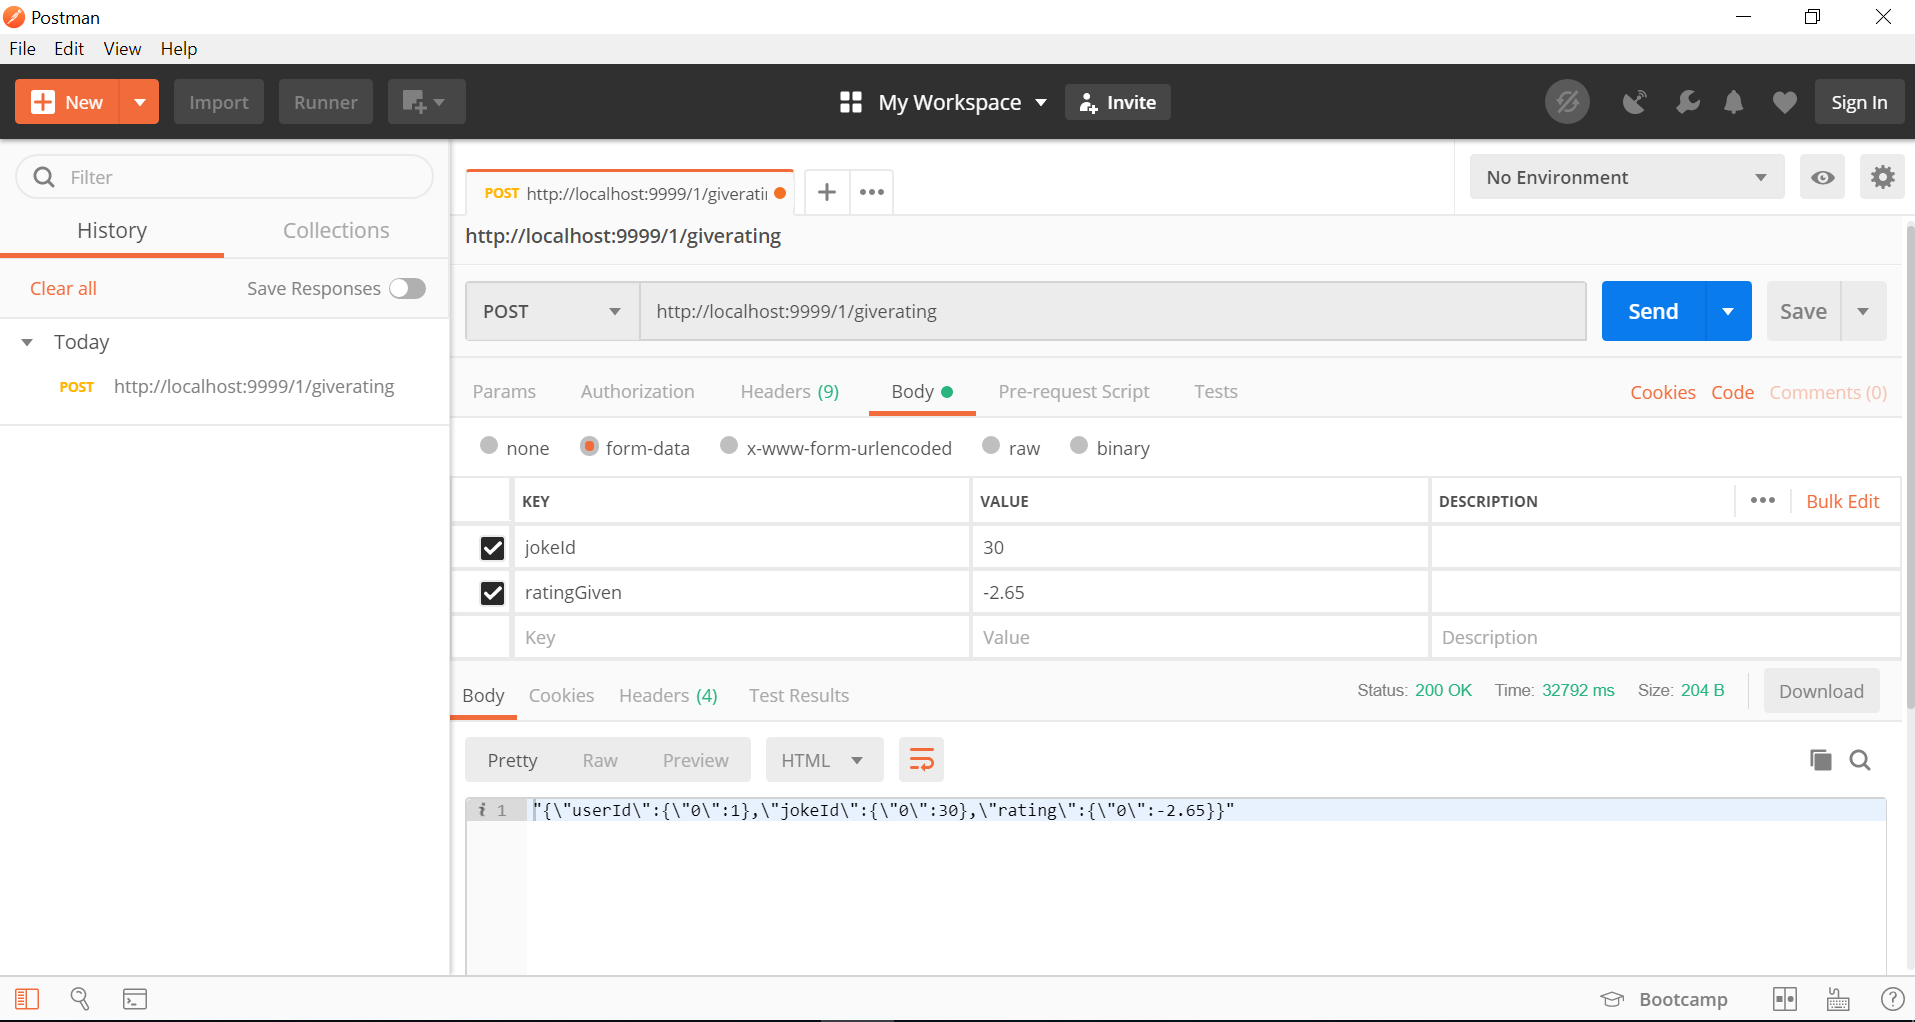 Postman
File Edit View Help
New Import Runner My Workspace Invite Sign In
Filter
History Collections
Clear all Save Responses
Today
POST http://localhost:9999/1/giverating
POST http://localhost:9999/1/giveratin
No Environment
http://localhost:9999/1/giverating
POST http://localhost:9999/1/giverating Send Save
Params Authorization Headers (9) Body Pre-request Script Tests Cookies Code Comments (0)
none form-data x-www-form-urlencoded raw binary
KEY VALUE DESCRIPTION Bulk Edit
jokeId 30
ratingGiven -2.65
Key Value Description
Body Cookies Headers (4) Test Results Status: 200 OK Time: 32792 ms Size: 204 B Download
Pretty Raw Preview HTML
i 1 "{\"userId\":{\"0\":1},\"jokeId\":{\"0\":30},\"rating\":{\"0\":-2.65}}"
Bootcamp